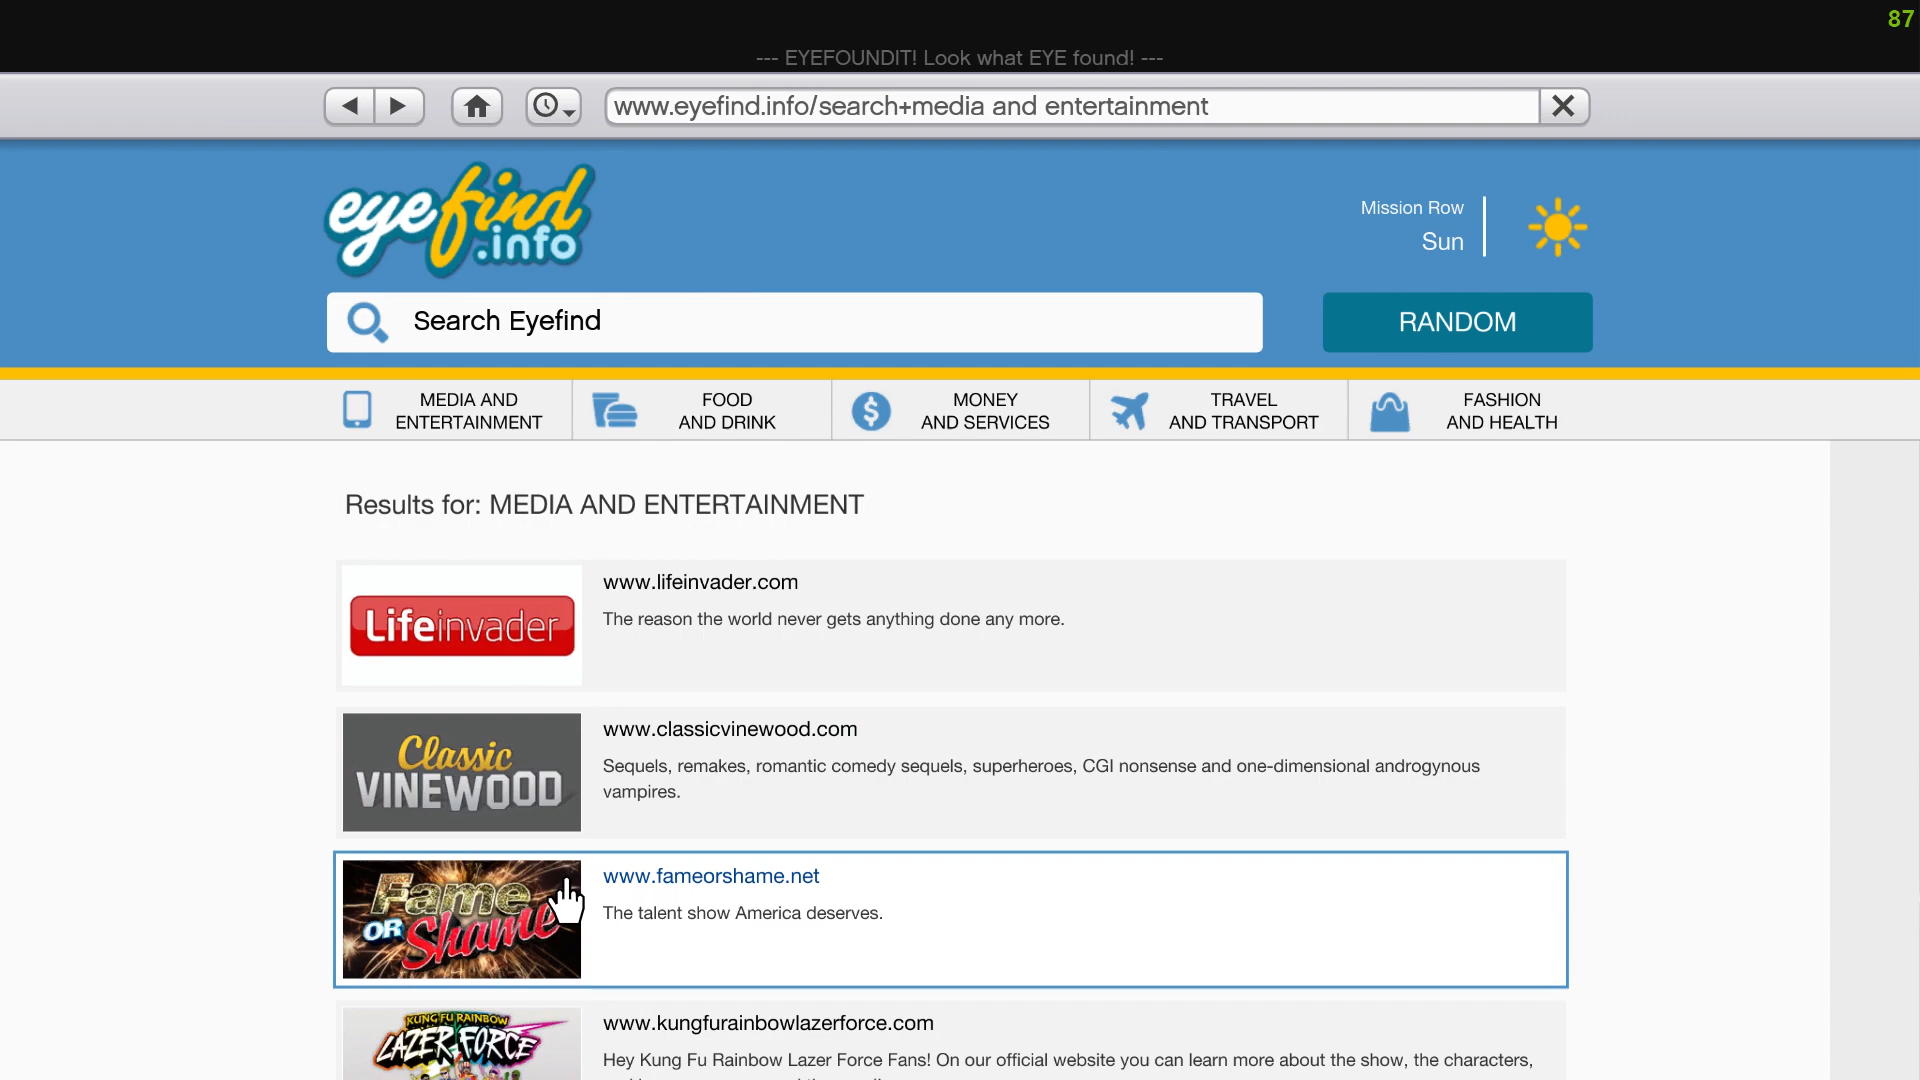 87
--- EYEFOUNDIT! Look what EYE found! ---
www.eyefind.info/search+media and entertainment
eyefind
.info
Mission Row
Sun
Search Eyefind
RANDOM
MEDIA AND
ENTERTAINMENT
FOOD
AND DRINK
MONEY
AND SERVICES
TRAVEL
AND TRANSPORT
FASHION
AND HEALTH
Results for: MEDIA AND ENTERTAINMENT
Lifeinvader
www.lifeinvader.com
The reason the world never gets anything done any more.
Classic
VINEWOOD
www.classicvinewood.com
Sequels, remakes, romantic comedy sequels, superheroes, CGI nonsense and one-dimensional androgynous
vampires.
Fame
OR Shame
www.fameorshame.net
The talent show America deserves.
KUNG FU RAINBOW
LAZER FORCE
www.kungfurainbowlazerforce.com
Hey Kung Fu Rainbow Lazer Force Fans! On our official website you can learn more about the show, the characters,